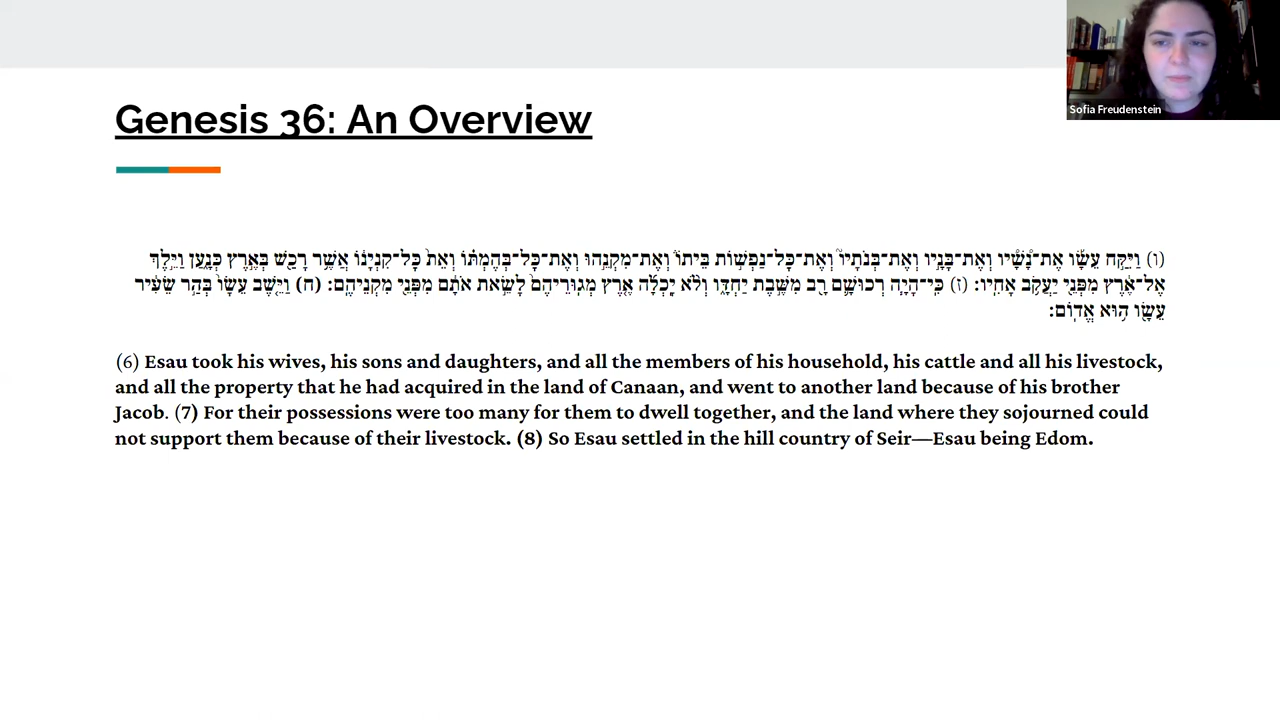 Sofia Freudenstein
Genesis 36: An Overview
(ו) וַיִּקַּ֣ח עֵשָׂ֡ו אֶת־נָ֠שָׁיו וְאֶת־בָּנָ֣יו וְאֶת־בְּנֹתָיו֮ וְאֶת־כׇּל־נַפְשׁ֣וֹת בֵּיתוֹ֒ וְאֶת־מִקְנֵ֣הוּ וְאֶת־כׇּל־בְּהֶמְתּ֗וֹ וְאֵת֙ כׇּל־קִנְיָנ֔וֹ אֲשֶׁ֥ר רָכַ֖שׁ בְּאֶ֣רֶץ כְּנָ֑עַן וַיֵּ֣לֶךְ
אֶל־אֶ֔רֶץ מִפְּנֵ֖י יַעֲקֹ֥ב אָחִֽיו׃ (ז) כִּֽי־הָיָ֧ה רְכוּשָׁ֛ם רָ֖ב מִשֶּׁ֣בֶת יַחְדָּ֑ו וְלֹ֨א יָֽכְלָ֜ה אֶ֤רֶץ מְגֽוּרֵיהֶם֙ לָשֵׂ֣את אֹתָ֔ם מִפְּנֵ֖י מִקְנֵיהֶֽם׃ (ח) וַיֵּ֤שֶׁב עֵשָׂו֙ בְּהַ֣ר שֵׂעִ֔יר
עֵשָׂ֖ו ה֥וּא אֱדֽוֹם׃
(6) Esau took his wives, his sons and daughters, and all the members of his household, his cattle and all his livestock,
and all the property that he had acquired in the land of Canaan, and went to another land because of his brother
Jacob. (7) For their possessions were too many for them to dwell together, and the land where they sojourned could
not support them because of their livestock. (8) So Esau settled in the hill country of Seir—Esau being Edom.